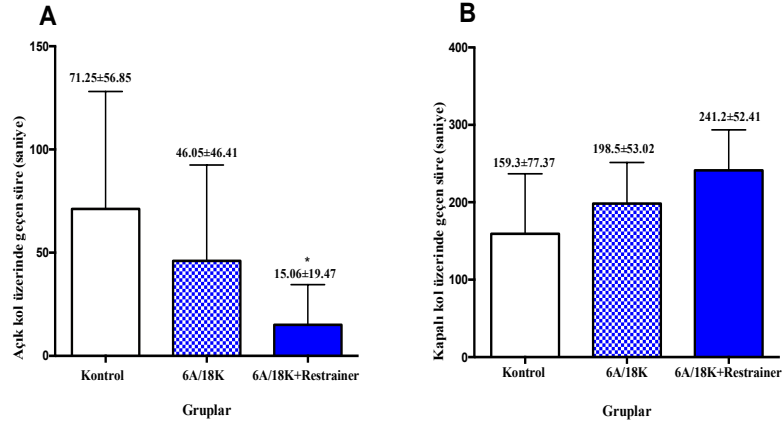 A
Açık kol üzerinde geçen süre (saniye)
150
100
50
0
71.25±56.85
46.05±46.41
*
15.06±19.47
Kontrol
6A/18K
6A/18K+Restrainer
Gruplar
B
Kapalı kol üzerinde geçen süre (saniye)
400
300
200
100
0
159.3±77.37
198.5±53.02
241.2±52.41
Kontrol
6A/18K
6A/18K+Restrainer
Gruplar